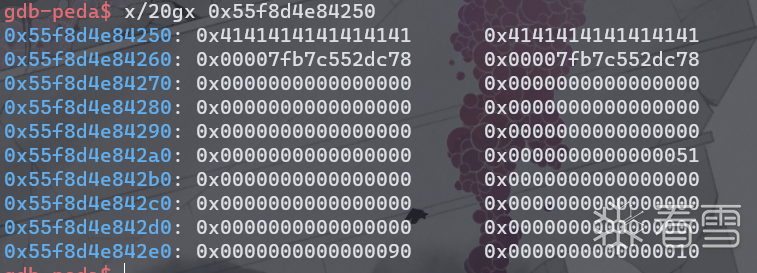 gdb-peda$ x/20gx 0x55f8d4e84250
0x55f8d4e84250: 0x4141414141414141 0x4141414141414141
0x55f8d4e84260: 0x00007fb7c552dc78 0x00007fb7c552dc78
0x55f8d4e84270: 0x0000000000000000 0x0000000000000000
0x55f8d4e84280: 0x0000000000000000 0x0000000000000000
0x55f8d4e84290: 0x0000000000000000 0x0000000000000000
0x55f8d4e842a0: 0x0000000000000000 0x0000000000000051
0x55f8d4e842b0: 0x0000000000000000 0x0000000000000000
0x55f8d4e842c0: 0x0000000000000000 0x0000000000000000
0x55f8d4e842d0: 0x0000000000000000 0x0000000000000000
0x55f8d4e842e0: 0x0000000000000090 0x0000000000000010
gdb-peda$
看雪